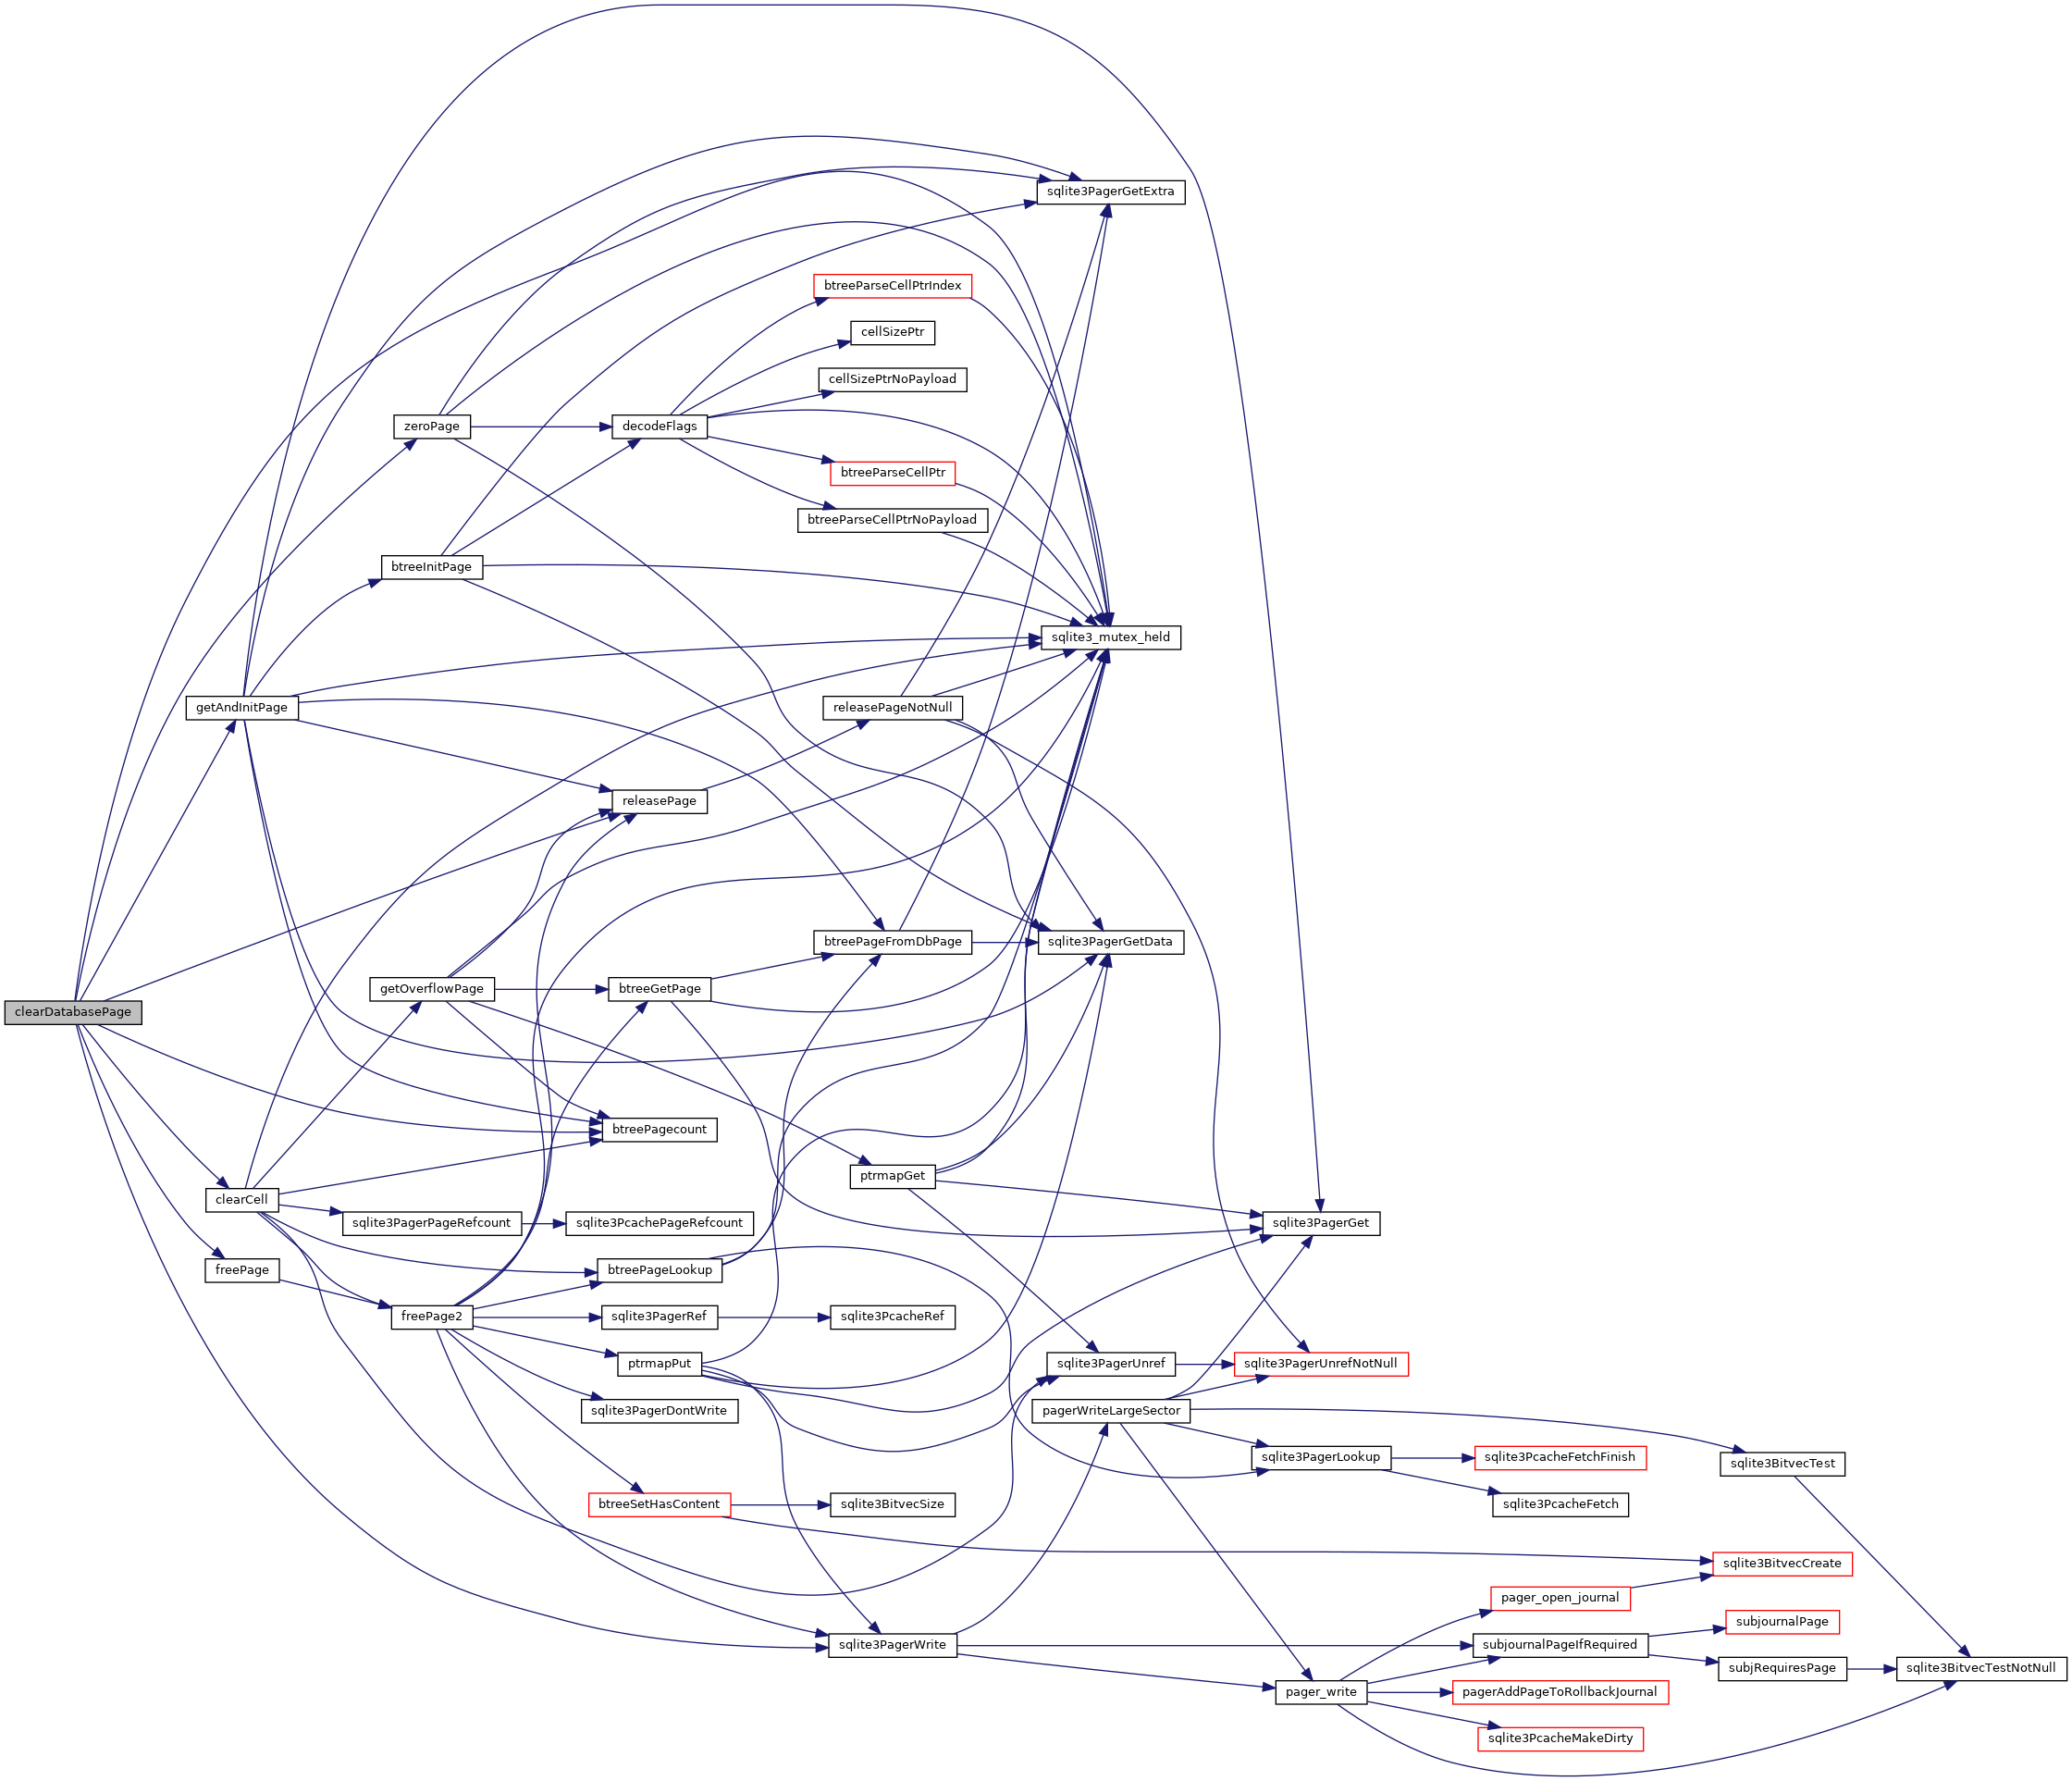 sqlite3PagerGetExtra
btreeParseCellPtrIndex
cellSizePtr
cellSizePtrNoPayload
zeroPage
decodeFlags
btreeParseCellPtr
btreeParseCellPtrNoPayload
btreeInitPage
sqlite3_mutex_held
getAndInitPage
releasePageNotNull
releasePage
btreePageFromDbPage
sqlite3PagerGetData
getOverflowPage
btreeGetPage
clearDatabasePage
btreePagecount
ptrmapGet
clearCell
sqlite3PagerPageRefcount
sqlite3PcachePageRefcount
sqlite3PagerGet
freePage
btreePageLookup
freePage2
sqlite3PagerRef
sqlite3PcacheRef
ptrmapPut
sqlite3PagerUnref
sqlite3PagerUnrefNotNull
sqlite3PagerDontWrite
pagerWriteLargeSector
sqlite3PagerLookup
sqlite3PcacheFetchFinish
sqlite3BitvecTest
btreeSetHasContent
sqlite3BitvecSize
sqlite3PcacheFetch
sqlite3BitvecCreate
pager_open_journal
subjournalPage
sqlite3PagerWrite
subjournalPageIfRequired
subjRequiresPage
sqlite3BitvecTestNotNull
pager_write
pagerAddPageToRollbackJournal
sqlite3PcacheMakeDirty